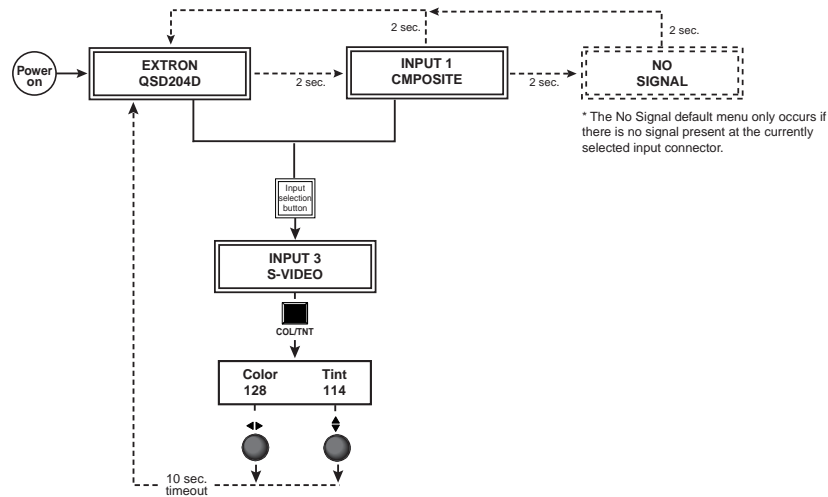 2 sec.
2 sec.
Power
on
EXTRON
QSD204D
2 sec.
INPUT 1
CMPOSITE
2 sec.
NO
SIGNAL
* The No Signal default menu only occurs if
there is no signal present at the currently
selected input connector.
Input
selection
button
INPUT 3
S-VIDEO
COL/TNT
Color Tint
128 114
10 sec.
timeout